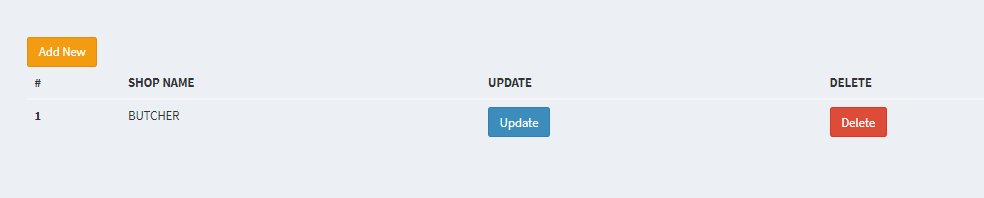 Add New
# SHOP NAME UPDATE DELETE
1 BUTCHER Update Delete